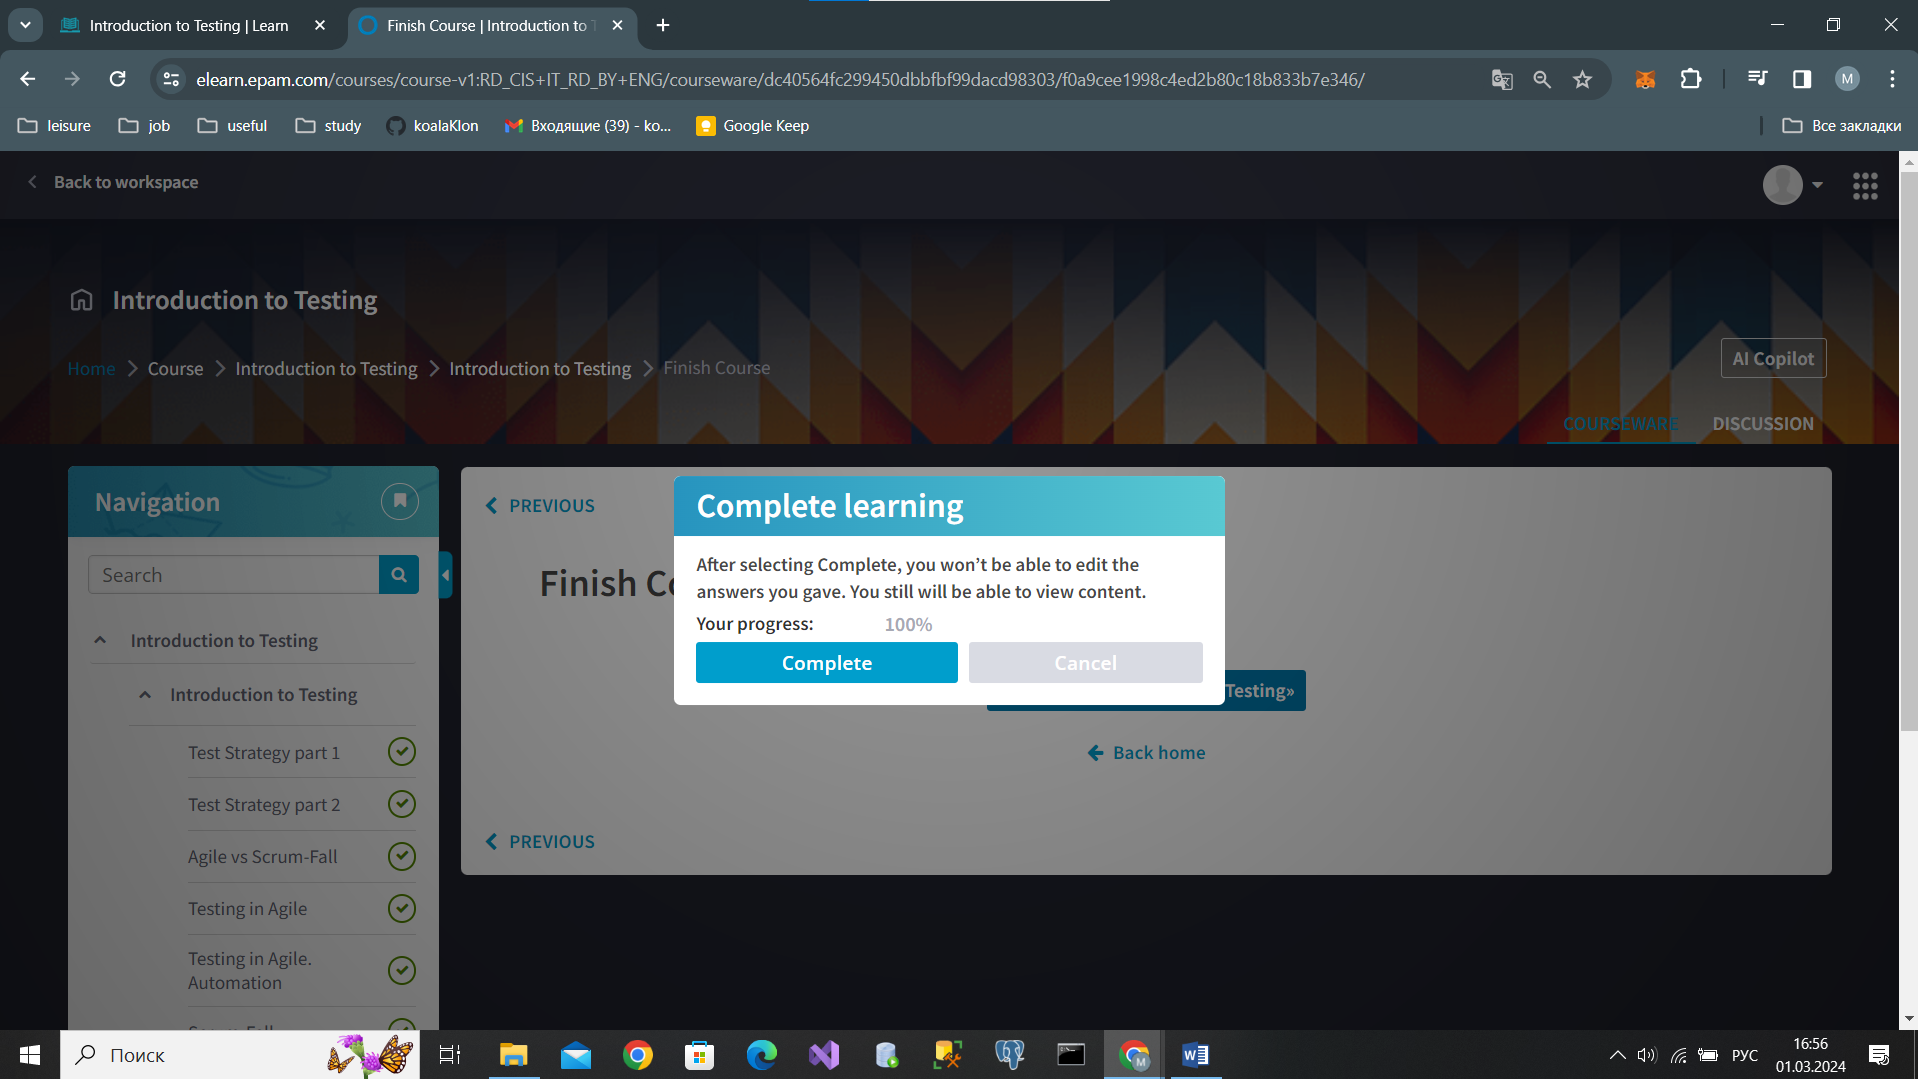 Introduction to Testing | Learn
Finish Course | Introduction to T
elearn.epam.com/courses/course-v1:RD_CIS+IT_RD_BY+ENG/courseware/dc40564fc299450dbbfbf99dacd98303/f0a9cee1998c4ed2b80c18b833b7e346/
M
leisure
job
useful
study
koalaKlon
Входящие (39) - ko...
Google Keep
Все закладки
Back to workspace
Introduction to Testing
Home
Course
Introduction to Testing
Introduction to Testing
Finish Course
AI Copilot
COURSEWARE
DISCUSSION
Navigation
Search
Introduction to Testing
Introduction to Testing
Test Strategy part 1
Test Strategy part 2
Agile vs Scrum-Fall
Testing in Agile
Testing in Agile.
Automation
PREVIOUS
Finish Co
Complete learning
After selecting Complete, you won't be able to edit the
answers you gave. You still will be able to view content.
Your progress: 100%
Complete
Cancel
Testing»
Back home
PREVIOUS
Поиск
M
РУС
16:56
01.03.2024